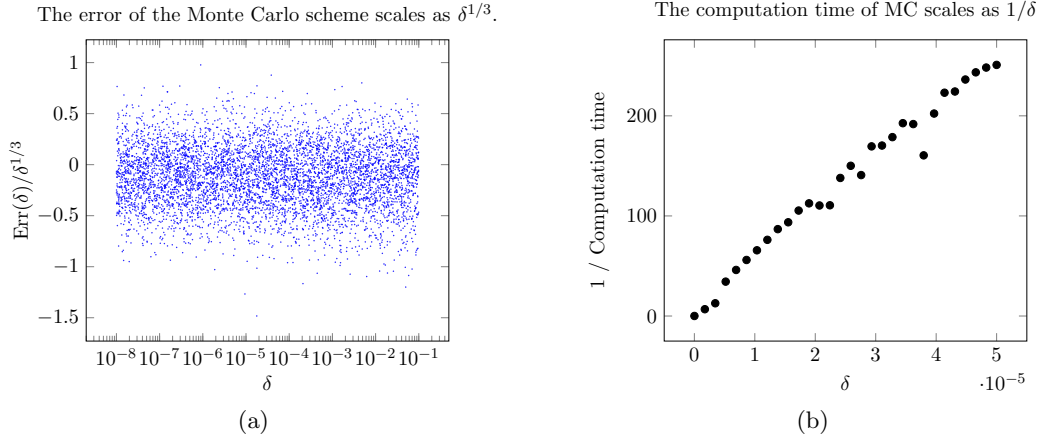 The error of the Monte Carlo scheme scales as δ^{1/3}.
1
0.5
0
−0.5
−1
−1.5
Err(δ)/δ^{1/3}
10^{−8} 10^{−7} 10^{−6} 10^{−5} 10^{−4} 10^{−3} 10^{−2} 10^{−1}
δ
(a)
The computation time of MC scales as 1/δ
200
100
0
1 / Computation time
0 1 2 3 4 5
δ
·10^{−5}
(b)